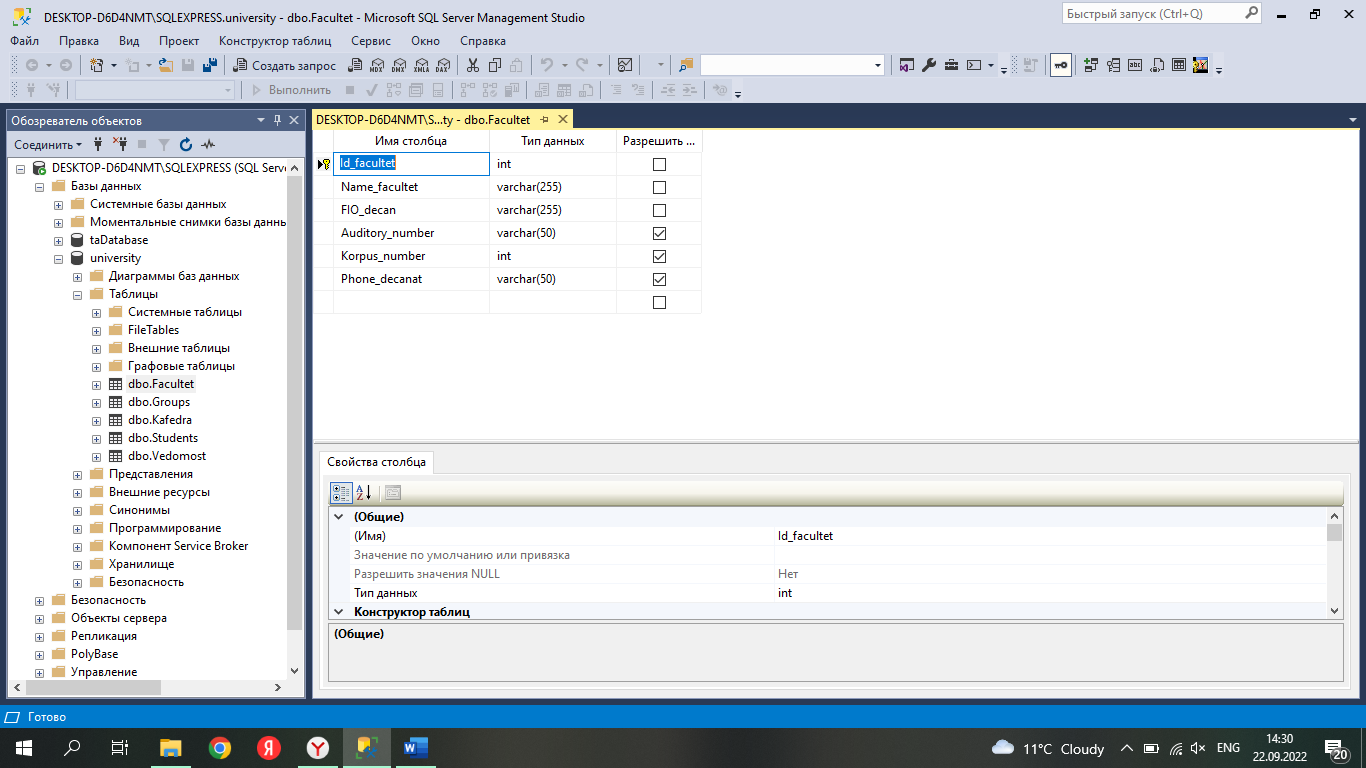 DESKTOP-D6D4NMT\SQLEXPRESS.university - dbo.Facultet - Microsoft SQL Server Management Studio
Быстрый запуск (Ctrl+Q)
Файл Правка Вид Проект Конструктор таблиц Сервис Окно Справка
Создать запрос MDX DMX XMLA DAX
Выполнить
Обозреватель объектов
DESKTOP-D6D4NMT\S...ty - dbo.Facultet
Соединить
DESKTOP-D6D4NMT\SQLEXPRESS (SQL Serve
Базы данных
Системные базы данных
Моментальные снимки базы данны
taDatabase
university
Диаграммы баз данных
Таблицы
Системные таблицы
FileTables
Внешние таблицы
Графовые таблицы
dbo.Facultet
dbo.Groups
dbo.Kafedra
dbo.Students
dbo.Vedomost
Представления
Внешние ресурсы
Синонимы
Программирование
Компонент Service Broker
Хранилище
Безопасность
Безопасность
Объекты сервера
Репликация
PolyBase
Управление
Имя столбца Тип данных Разрешить ...
Id_facultet int
Name_facultet varchar(255)
FIO_decan varchar(255)
Auditory_number varchar(50)
Korpus_number int
Phone_decanat varchar(50)
Свойства столбца
(Общие)
(Имя) Id_facultet
Значение по умолчанию или привязка
Разрешить значения NULL Нет
Тип данных int
Конструктор таблиц
(Общие)
Готово
11°C Cloudy
ENG
14:30
22.09.2022
20